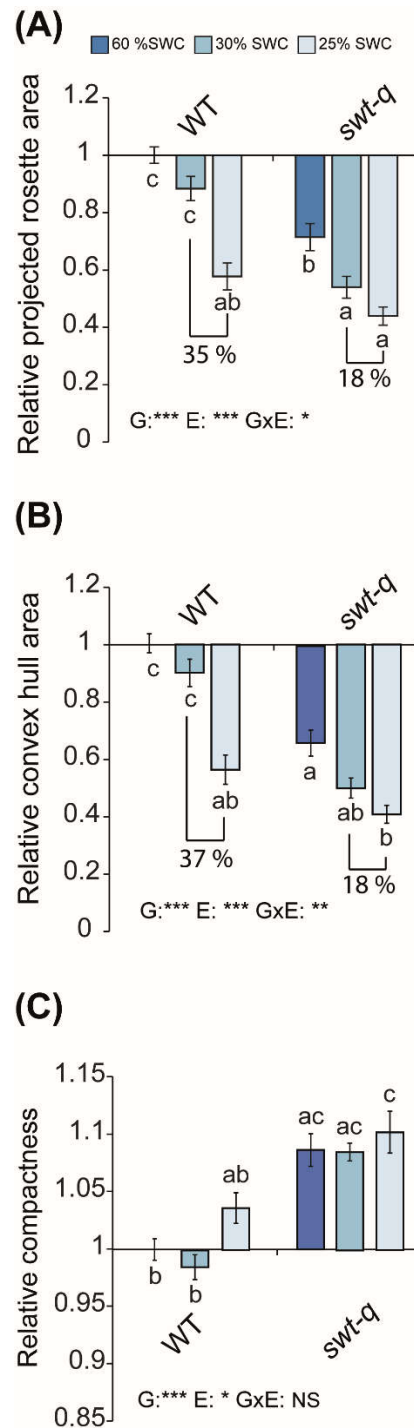 (A)
60 %SWC 30% SWC 25% SWC
WT swt-q
Relative projected rosette area
1.2
1
0.8
0.6
0.4
0.2
0
c c ab b a a
35 % 18 %
G:*** E: *** GxE: *
(B)
WT swt-q
Relative convex hull area
1.2
1
0.8
0.6
0.4
0.2
0
c c ab a ab b
37 % 18 %
G:*** E: *** GxE: **
(C)
Relative compactness
1.15
1.10
1.05
1
0.95
0.9
0.85
b b ab ac ac c
WT swt-q
G:*** E: * GxE: NS